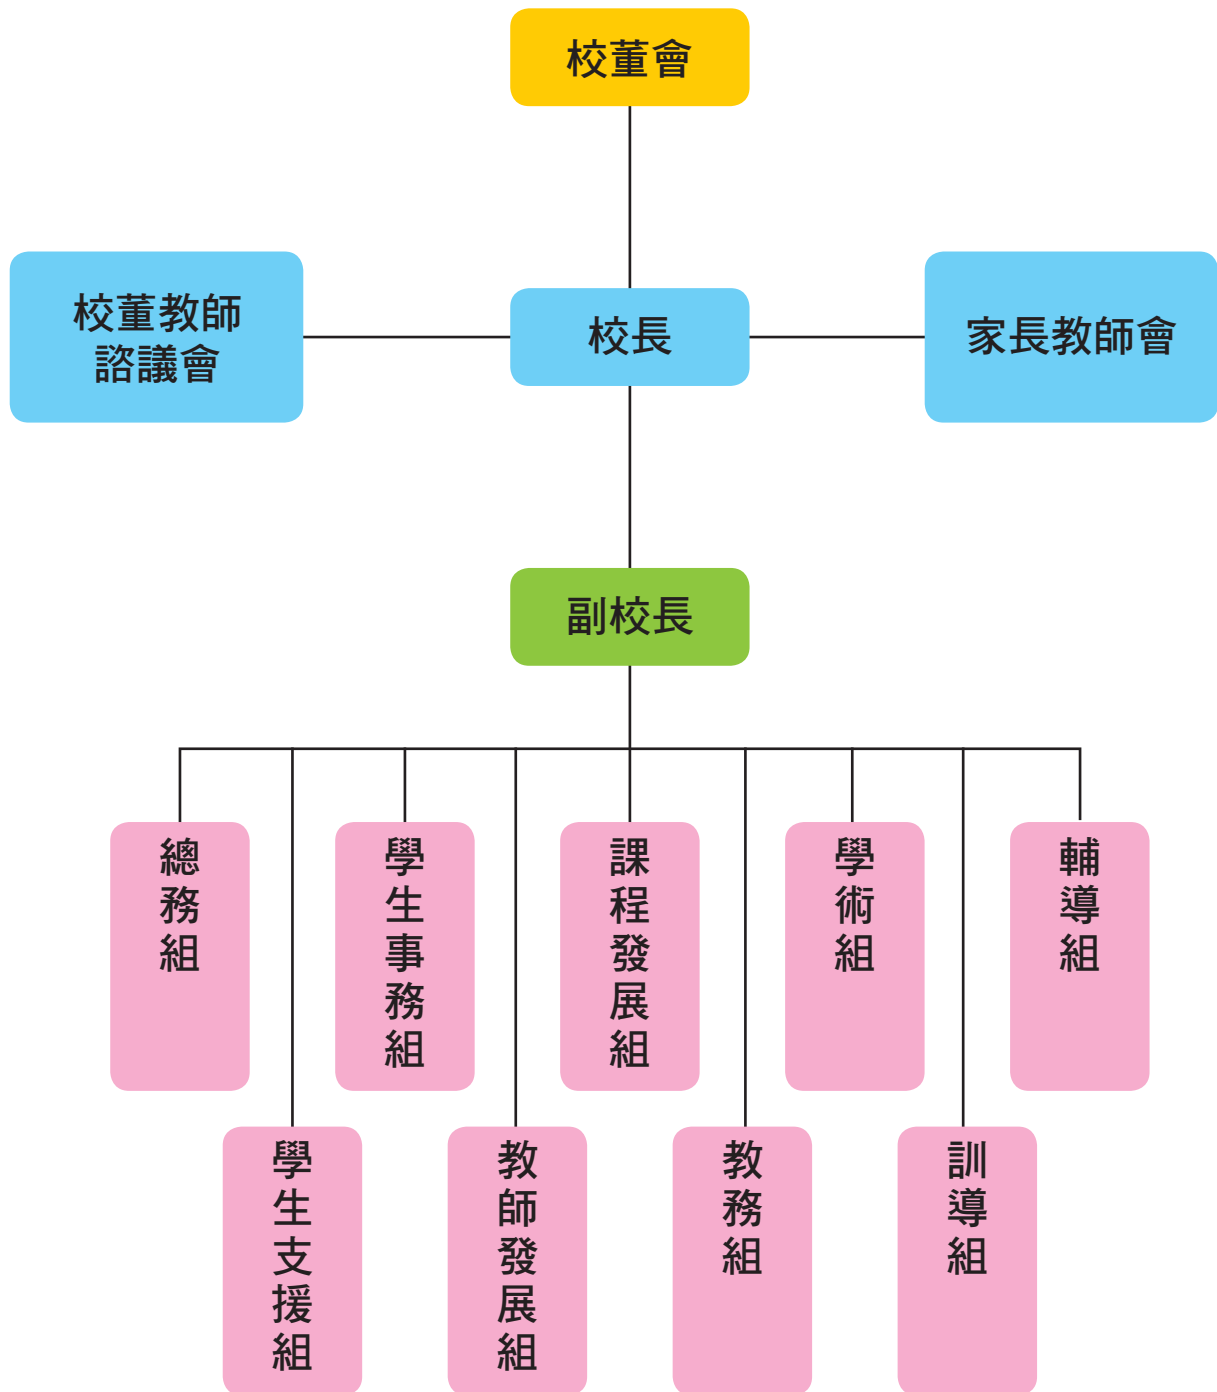 校董會
校董教師
諮議會
校長
家長教師會
副校長
總務組
學生支援組
學生事務組
教師發展組
課程發展組
教務組
學術組
訓導組
輔導組